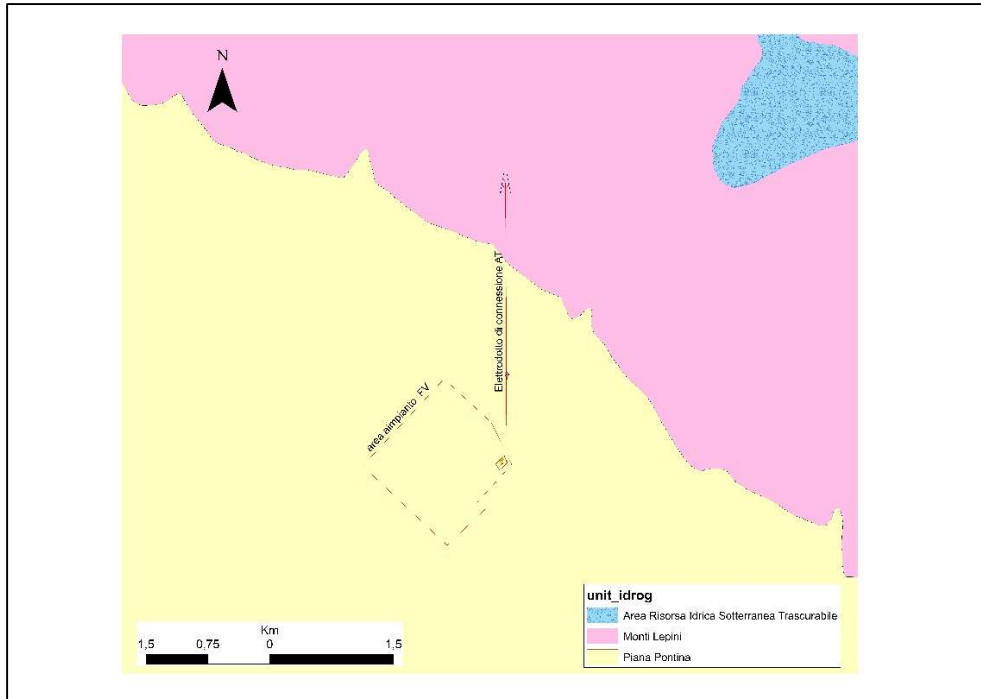 N
Elettrodotto di connessione AT
area aimpianto FV
Km
1,5 0,75 0 1,5
unit_idrog
Area Risorsa Idrica Sotterranea Trascurabile
Monti Lepini
Piana Pontina